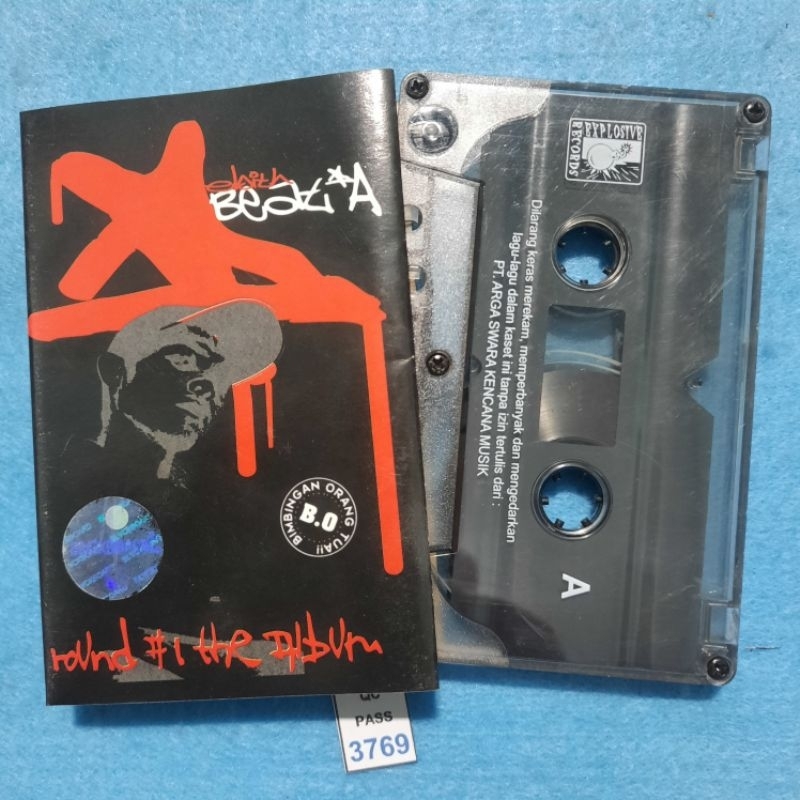 Beat*A
B.O
BIMBINGAN ORANG TUA!!
round #1 the Album
QC
PASS
3769
EXPLOSIVE
RECORDS
Dilarang keras merekam, memperbanyak dan mengedarkan
lagu-lagu dalam kaset ini tanpa izin tertulis dari :
PT. ARGA SWARA KENCANA MUSIK
A